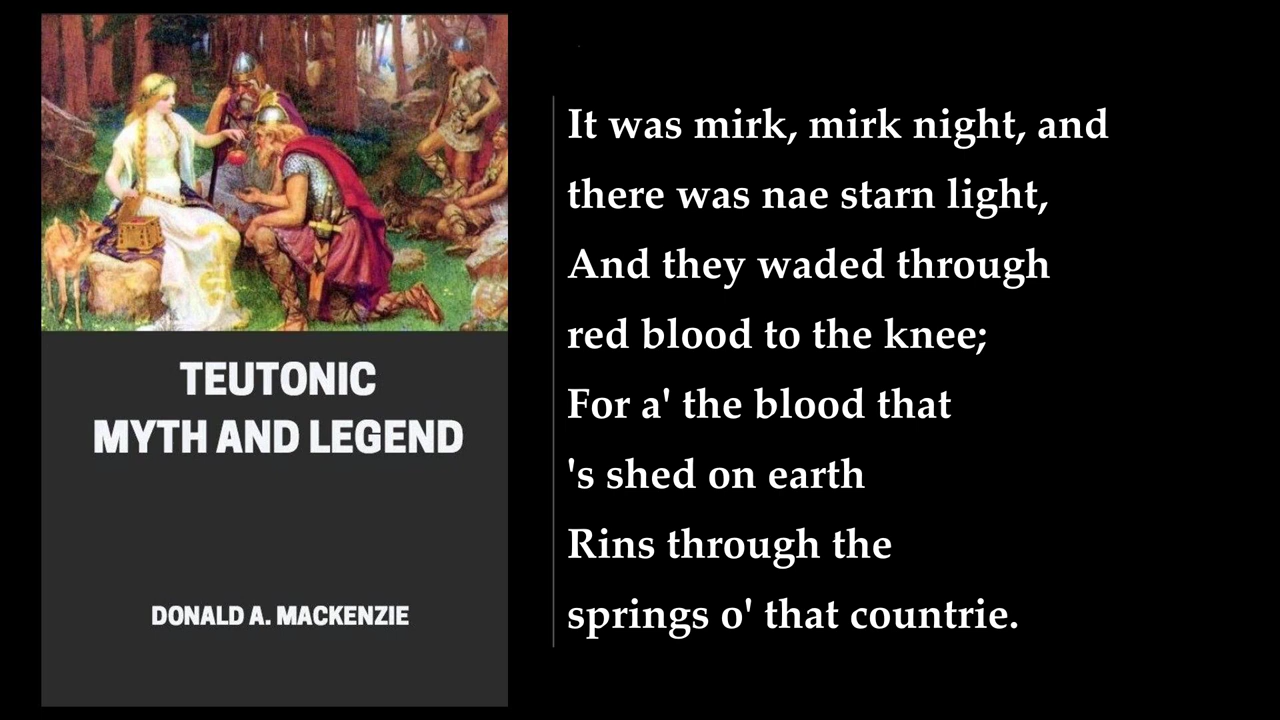 TEUTONIC
MYTH AND LEGEND
DONALD A. MACKENZIE
It was mirk, mirk night, and
there was nae starn light,
And they waded through
red blood to the knee;
For a' the blood that
's shed on earth
Rins through the
springs o' that countrie.